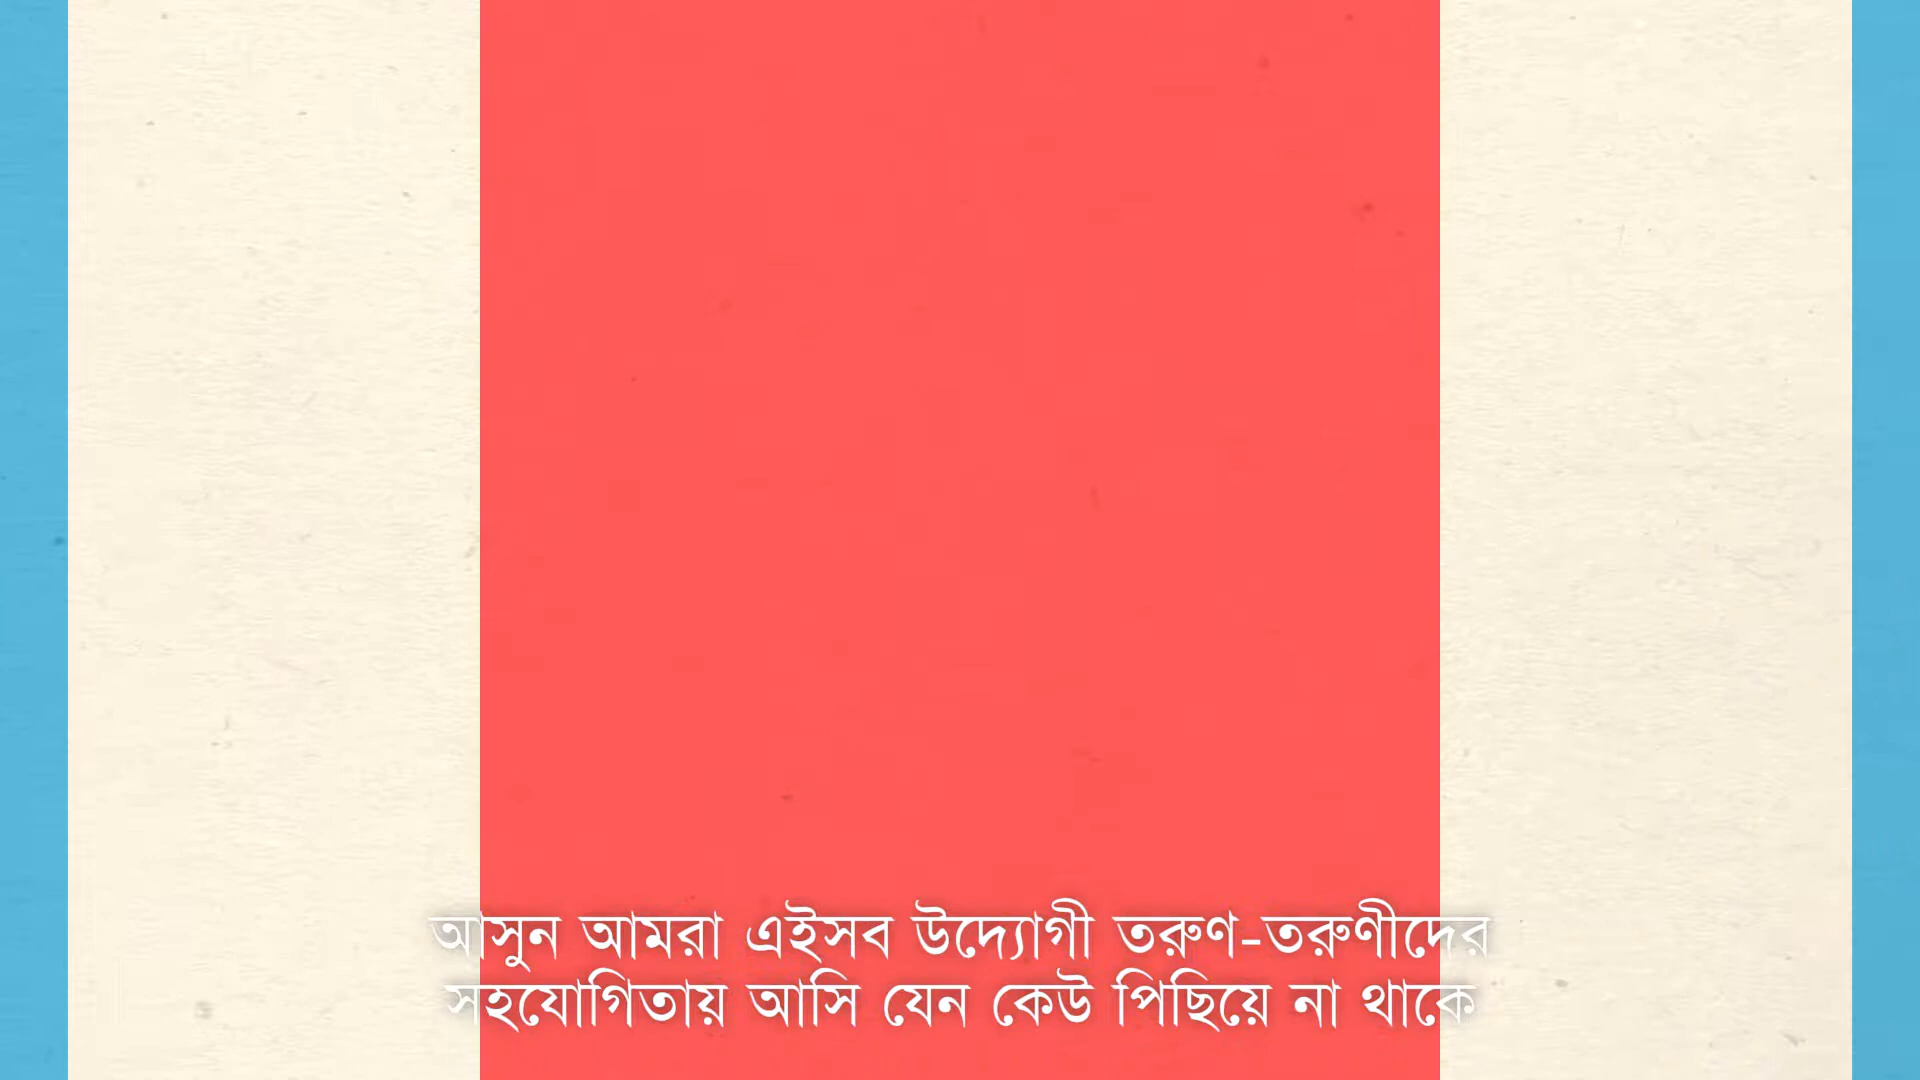 আসুন আমরা এইসব উদ্যোগী তরুণ-তরুণীদের
সহযোগিতায় আসি যেন কেউ পিছিয়ে না থাকে